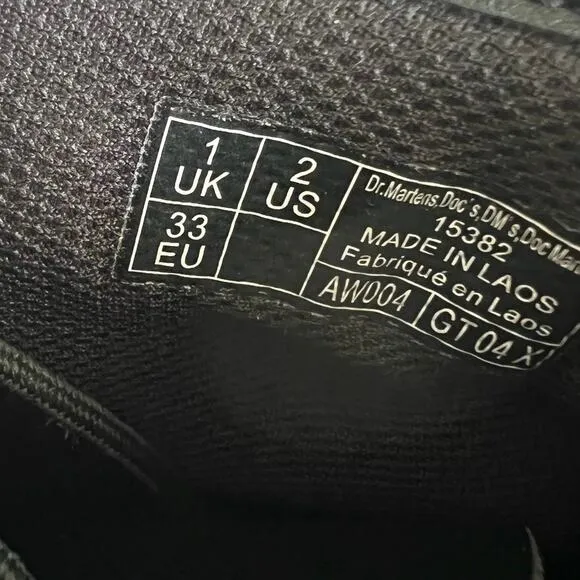 1
UK
2
US
33
EU
Dr.Martens,Doc's,DM's,Doc Mar
15382
MADE IN LAOS
Fabriqué en Laos
AW004
GT 04 X